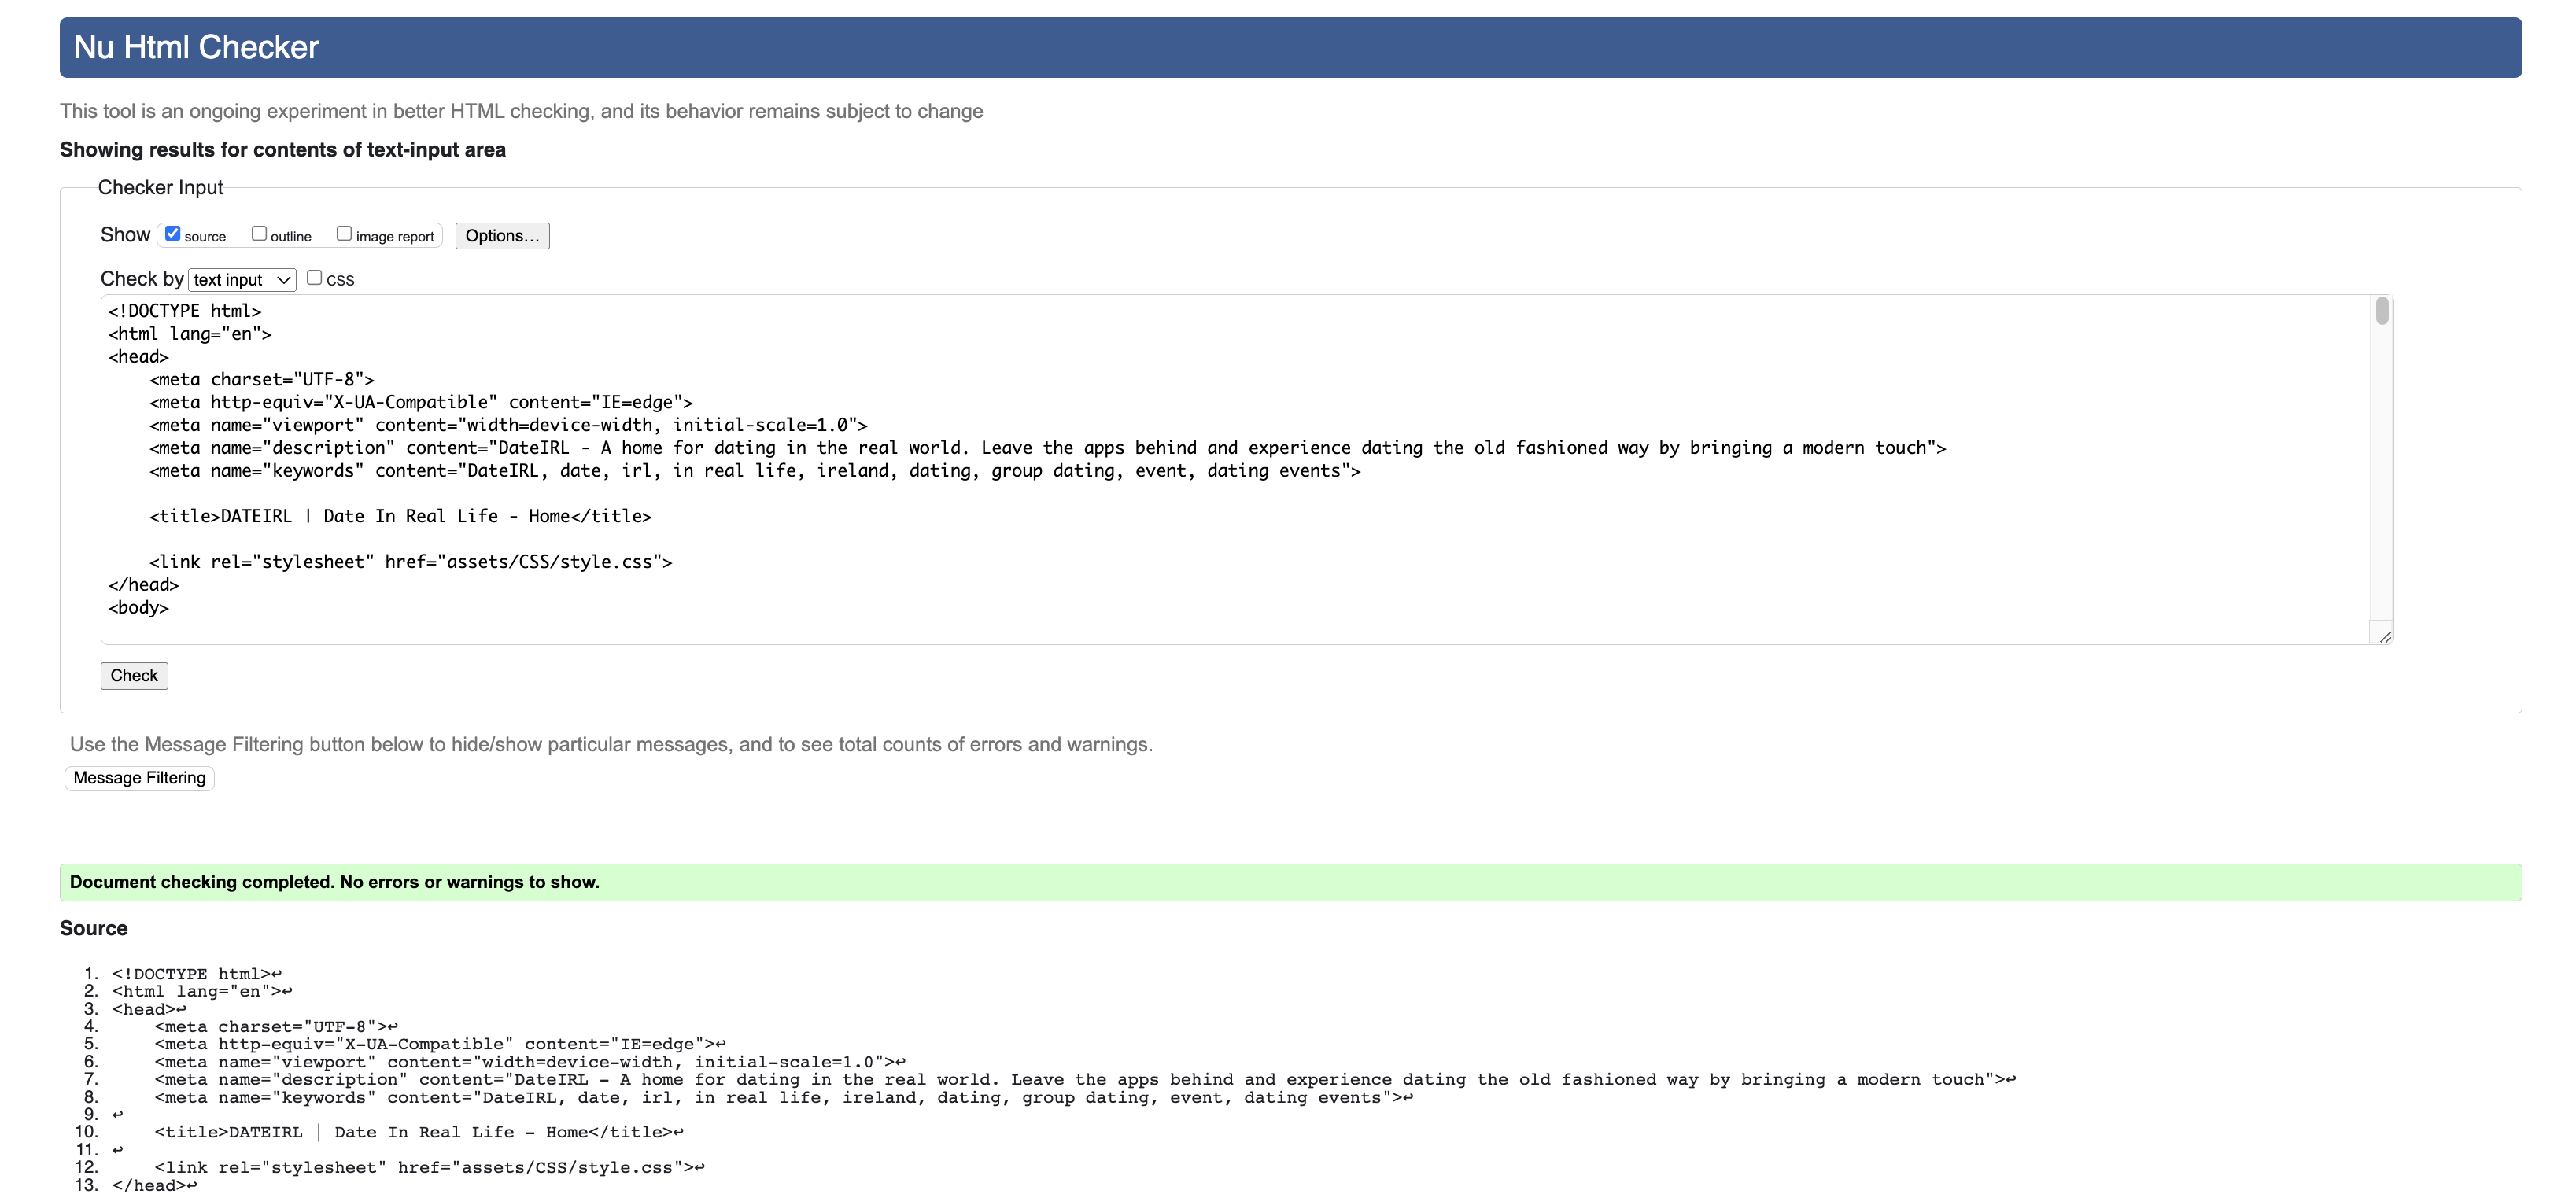 Nu Html Checker
This tool is an ongoing experiment in better HTML checking, and its behavior remains subject to change
Showing results for contents of text-input area
Checker Input
Show source outline image report Options...
Check by text input CSS
<!DOCTYPE html>
<html lang="en">
<head>
    <meta charset="UTF-8">
    <meta http-equiv="X-UA-Compatible" content="IE=edge">
    <meta name="viewport" content="width=device-width, initial-scale=1.0">
    <meta name="description" content="DateIRL - A home for dating in the real world. Leave the apps behind and experience dating the old fashioned way by bringing a modern touch">
    <meta name="keywords" content="DateIRL, date, irl, in real life, ireland, dating, group dating, event, dating events">
    <title>DATEIRL | Date In Real Life - Home</title>
    <link rel="stylesheet" href="assets/CSS/style.css">
</head>
<body>
Check
Use the Message Filtering button below to hide/show particular messages, and to see total counts of errors and warnings.
Message Filtering
Document checking completed. No errors or warnings to show.
Source
1. <!DOCTYPE html>↩
2. <html lang="en">↩
3. <head>↩
4.     <meta charset="UTF-8">↩
5.     <meta http-equiv="X-UA-Compatible" content="IE=edge">↩
6.     <meta name="viewport" content="width=device-width, initial-scale=1.0">↩
7.     <meta name="description" content="DateIRL - A home for dating in the real world. Leave the apps behind and experience dating the old fashioned way by bringing a modern touch">↩
8.     <meta name="keywords" content="DateIRL, date, irl, in real life, ireland, dating, group dating, event, dating events">↩
9. ↩
10.     <title>DATEIRL | Date In Real Life - Home</title>↩
11. ↩
12.     <link rel="stylesheet" href="assets/CSS/style.css">↩
13. </head>↩